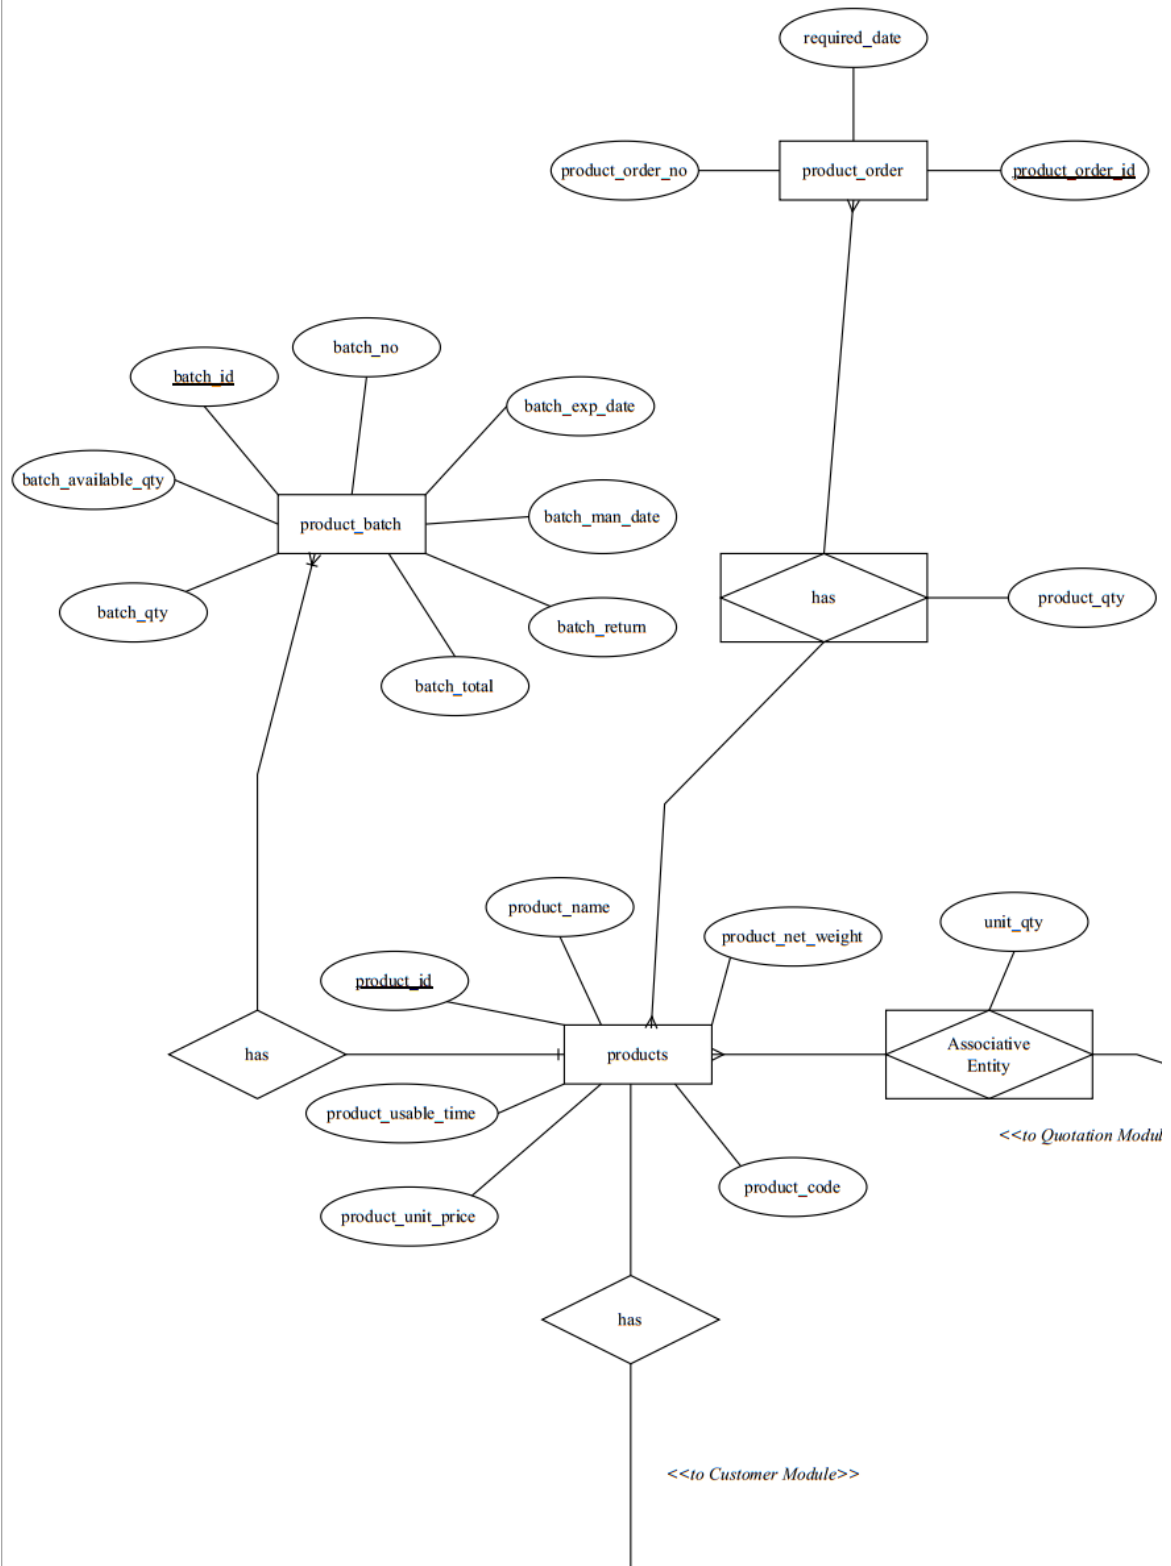 required_date
product_order_no
product_order
product_order_id
batch_no
batch_id
batch_exp_date
batch_available_qty
product_batch
batch_man_date
has
product_qty
batch_qty
batch_return
batch_total
product_name
unit_qty
product_net_weight
product_id
has
products
Associative
Entity
product_usable_time
<<to Quotation Modul
product_code
product_unit_price
has
<<to Customer Module>>